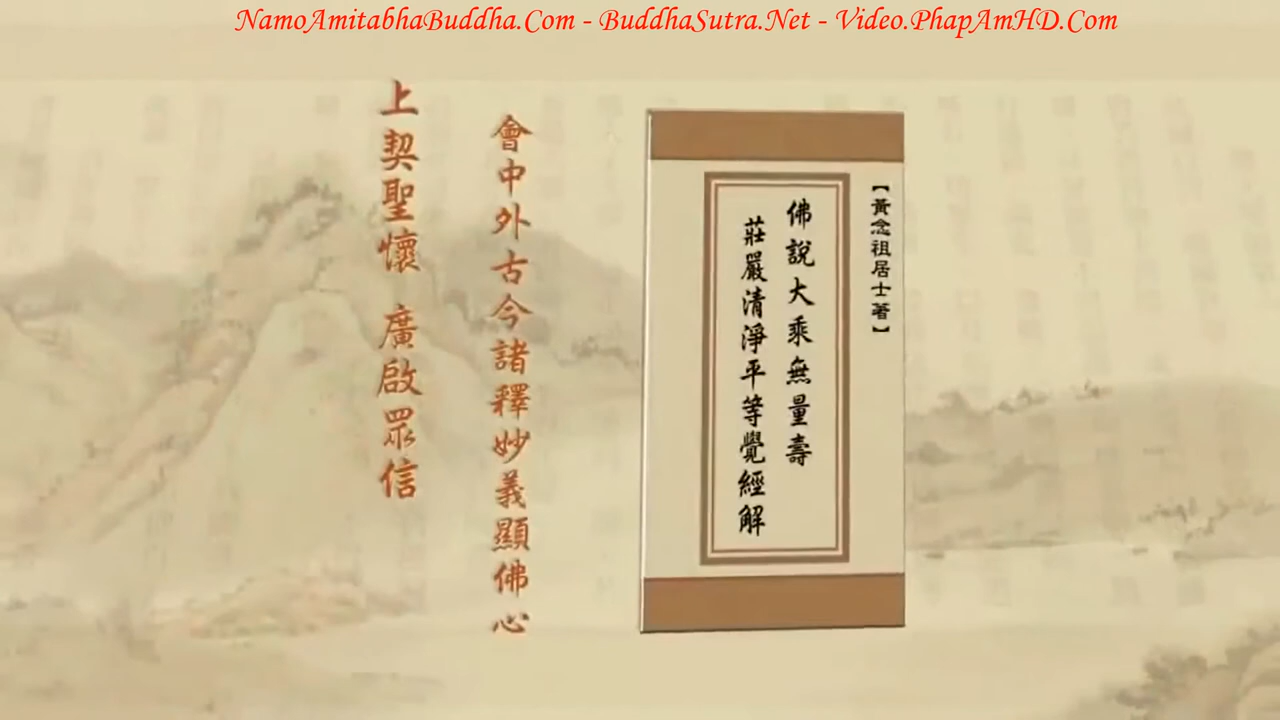 NamoAmitabhaBuddha.Com - BuddhaSutra.Net - Video.PhapAmHD.Com
【黃念祖居士著】
佛說大乘無量壽
莊嚴清淨平等覺經解
會中外古今諸釋妙義顯佛心
上契聖懷 廣啟眾信